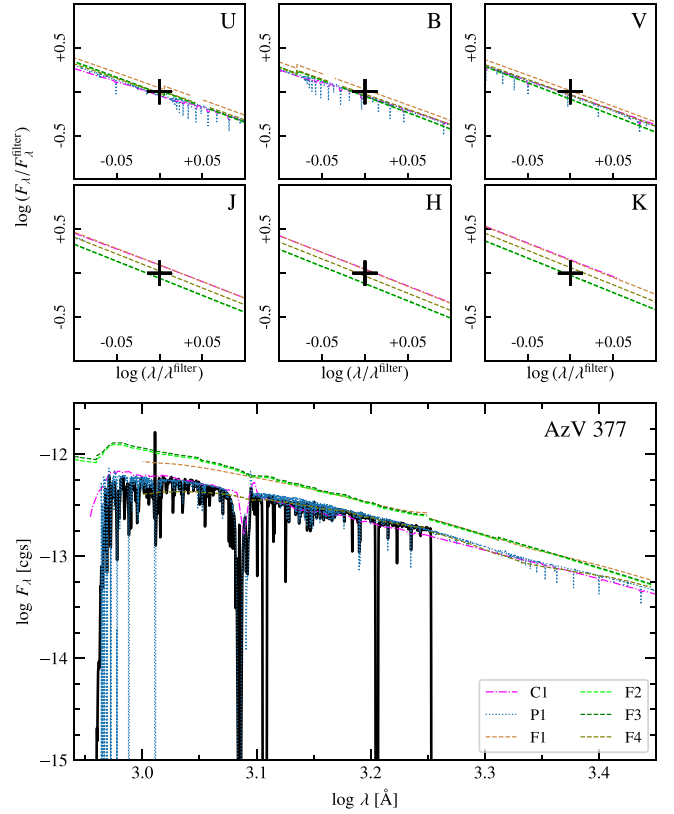 U B V
+0.5
-0.5
-0.05 +0.05 -0.05 +0.05 -0.05 +0.05
log (F_λ/F_λ^filter)
J H K
+0.5
-0.5
-0.05 +0.05 -0.05 +0.05 -0.05 +0.05
log (λ/λ^filter) log (λ/λ^filter) log (λ/λ^filter)
AzV 377
−12
−13
−14
−15
log F_λ [cgs]
C1 F2
P1 F3
F1 F4
3.0 3.1 3.2 3.3 3.4
log λ [Å]